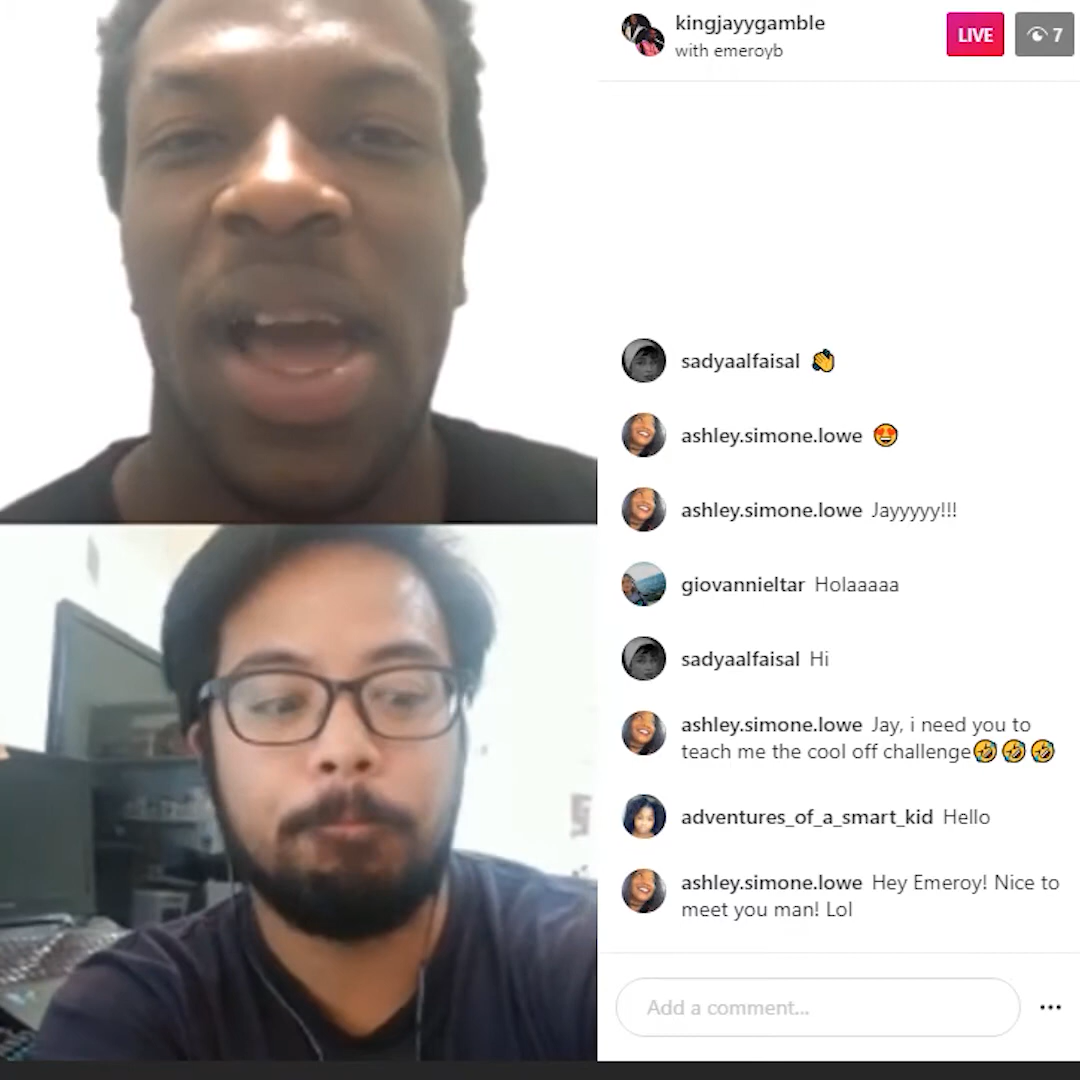 kingjayygamble
with emeroyb
LIVE
7
sadyaalfaisal 👏
ashley.simone.lowe 😍
ashley.simone.lowe Jayyyyy!!!
giovannieltar Holaaaaa
sadyaalfaisal Hi
ashley.simone.lowe Jay, i need you to
teach me the cool off challenge🤣🤣🤣
adventures_of_a_smart_kid Hello
ashley.simone.lowe Hey Emeroy! Nice to
meet you man! Lol
Add a comment...